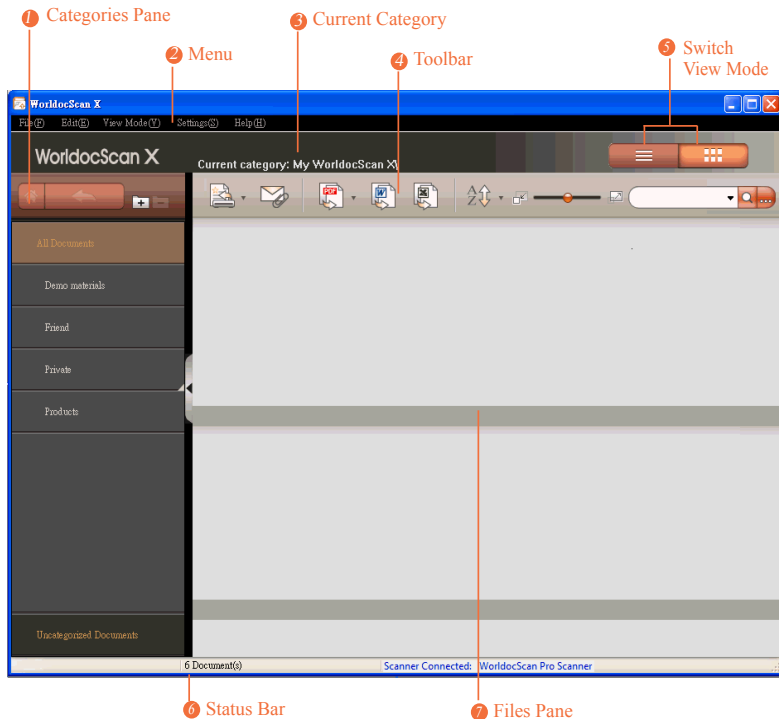 1 Categories Pane
3 Current Category
2 Menu
4 Toolbar
5 Switch
View Mode
WorldocScan X
File(F) Edit(E) View Mode(Y) Settings(S) Help(H)
WorldocScan X
Current category: My WorldocScan X\
PDF W X A Z
All Documents
Demo materials
Friend
Private
Products
Uncategorized Documents
6 Document(s) Scanner Connected: WorldocScan Pro Scanner
6 Status Bar
7 Files Pane